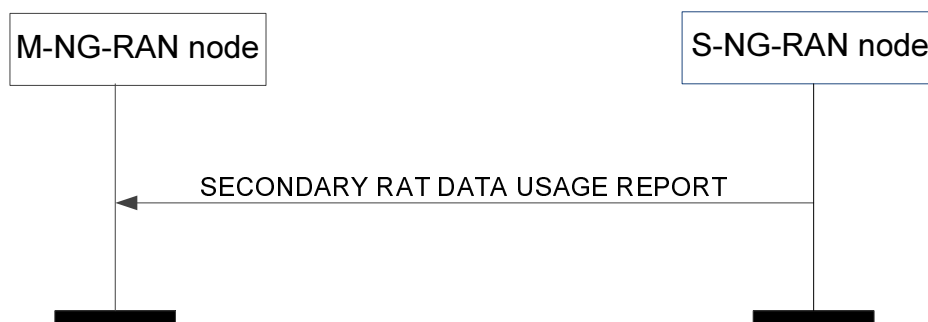 M-NG-RAN node
S-NG-RAN node
SECONDARY RAT DATA USAGE REPORT